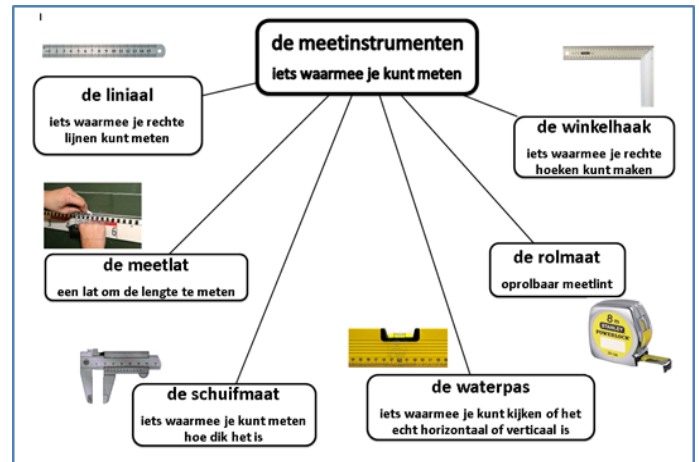 de meetinstrumenten
iets waarmee je kunt meten
de liniaal
iets waarmee je rechte
lijnen kunt meten
de winkelhaak
iets waarmee je rechte
hoeken kunt maken
de meetlat
een lat om de lengte te meten
de rolmaat
oprolbaar meetlint
8m
STANLEY
POWERLOCK
de schuifmaat
iets waarmee je kunt meten
hoe dik het is
de waterpas
iets waarmee je kunt kijken of het
echt horizontaal of verticaal is